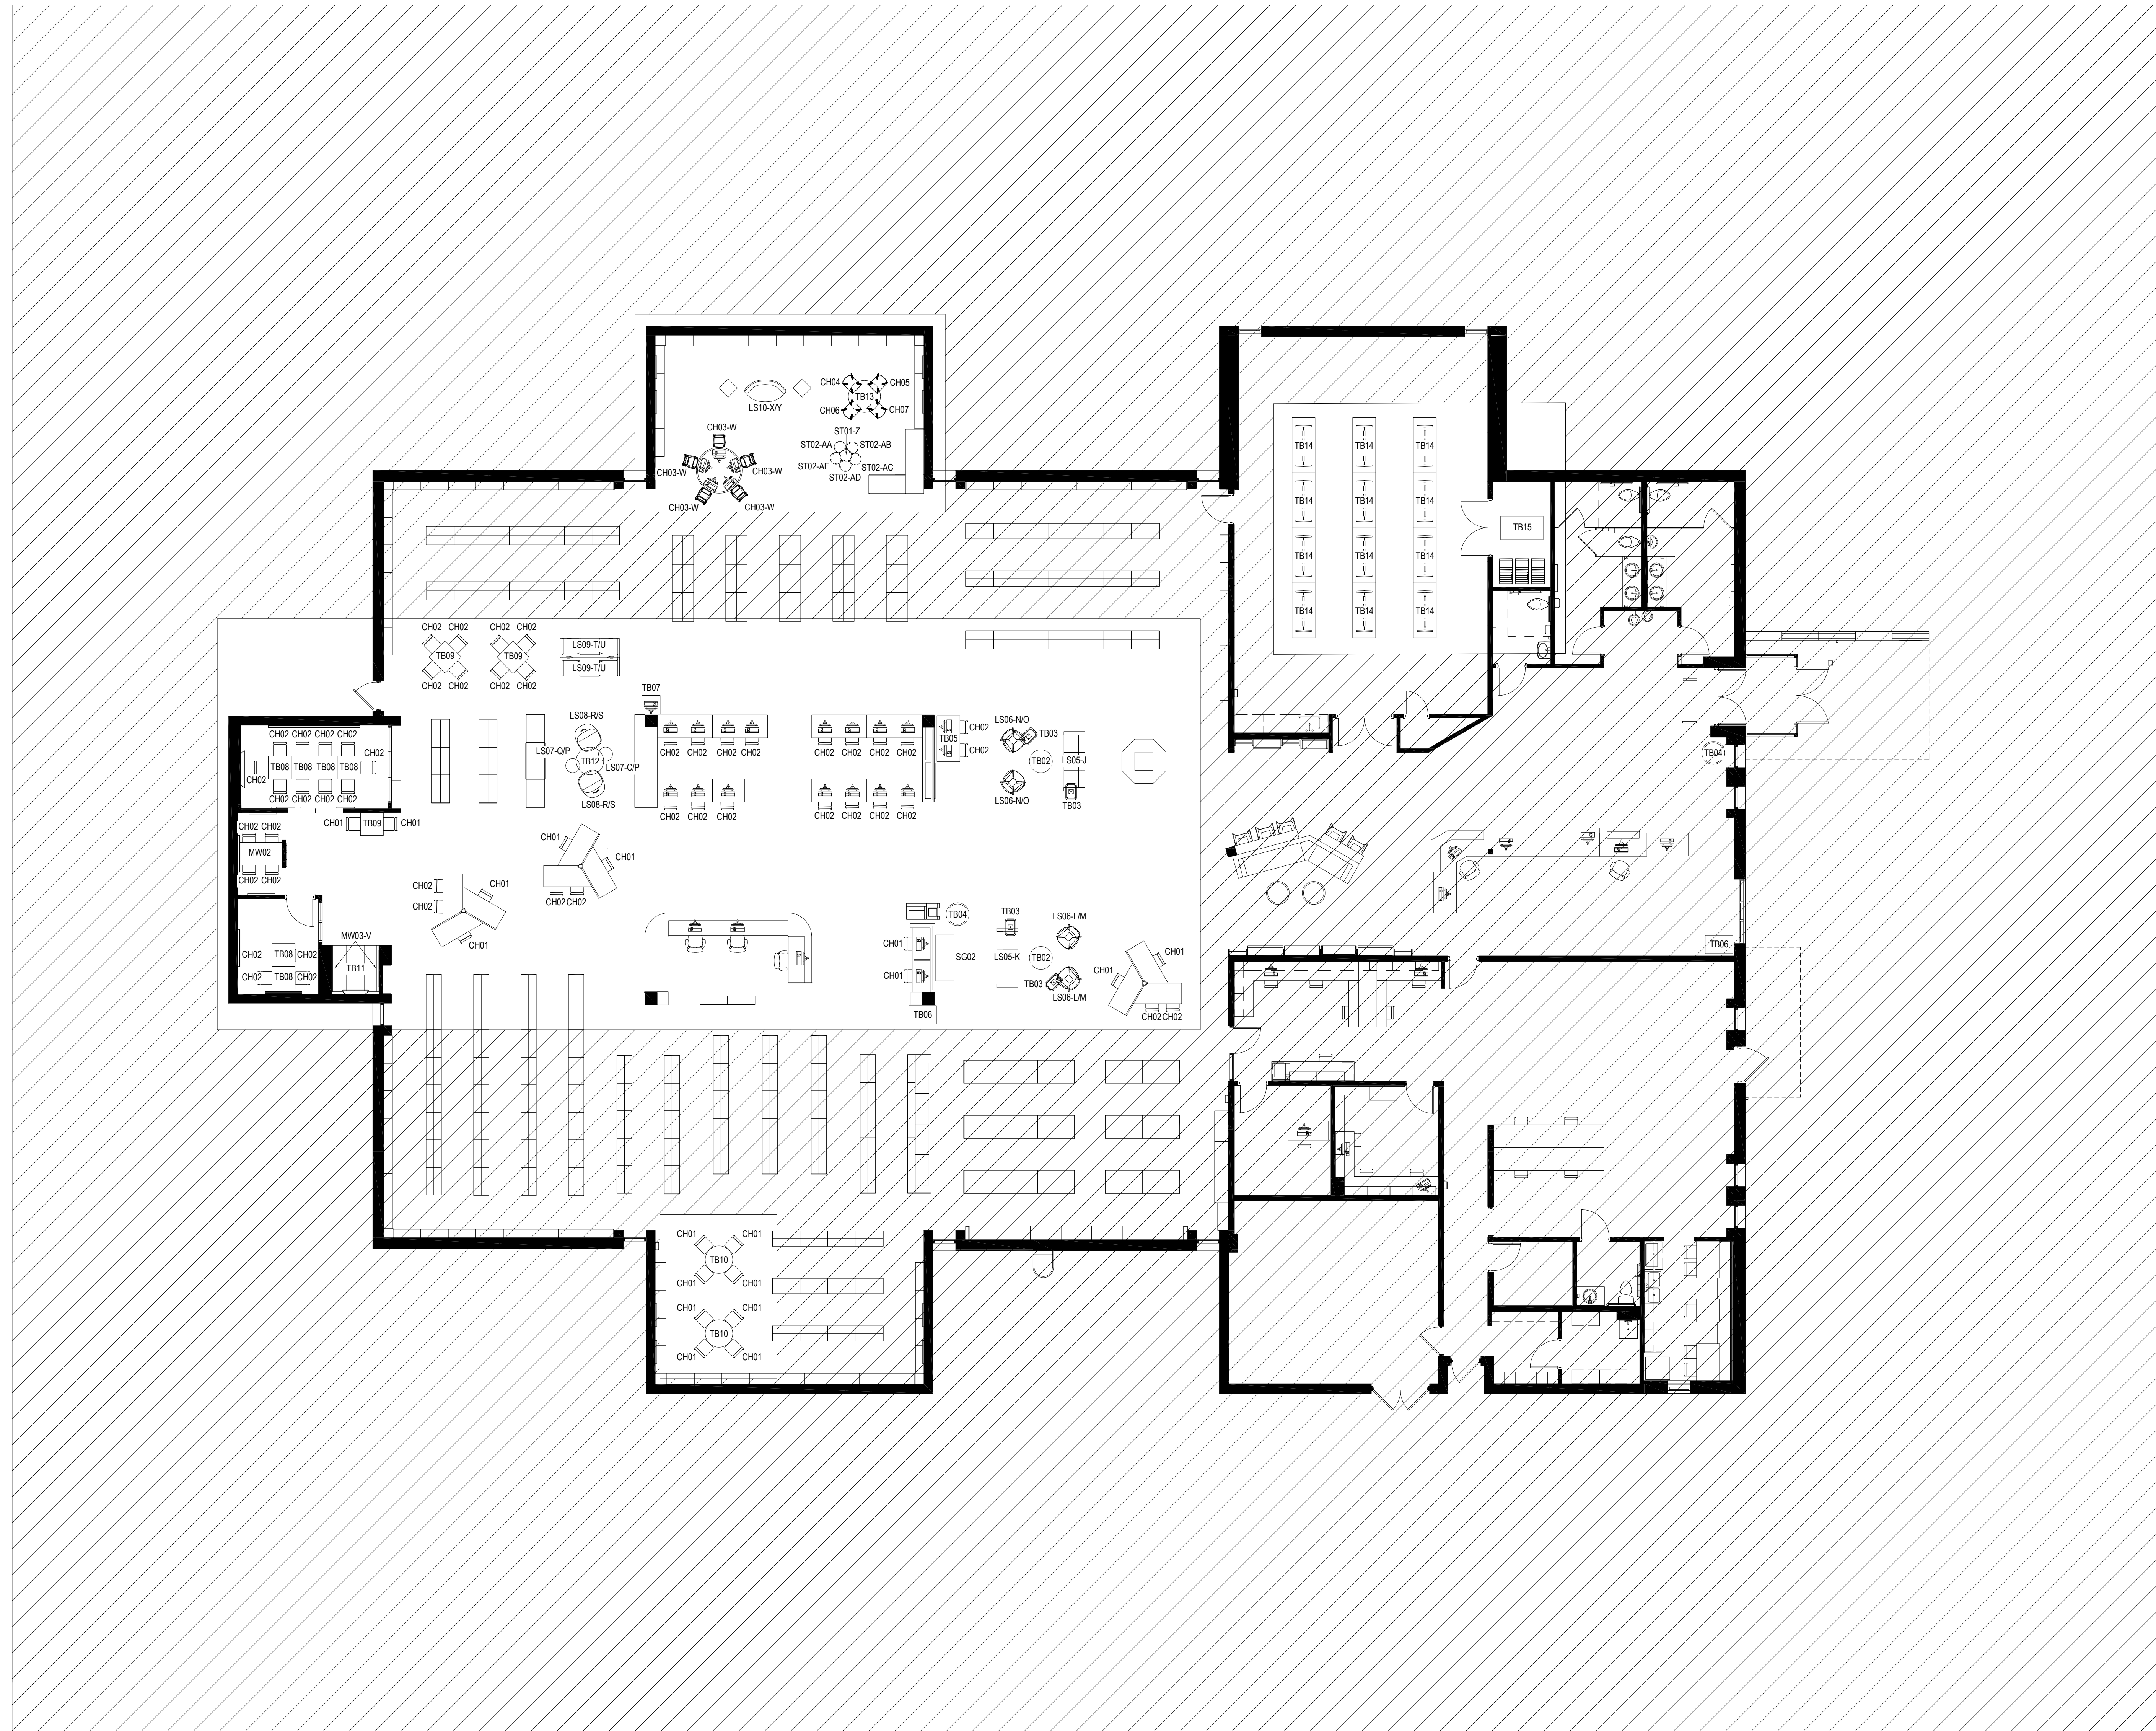 CH04
CH05
TB13
LS10-X/Y
CH06
CH07
CH03-W
ST01-Z
ST02-AA
ST02-AB
CH03-W
CH03-W
ST02-AE
ST02-AC
ST02-AD
CH03-W
CH03-W
TB14
TB14
TB14
TB14
TB14
TB14
TB15
TB14
TB14
TB14
TB14
TB14
TB14
CH02
CH02
CH02
CH02
TB09
TB09
LS09-T/U
LS09-T/U
CH02
CH02
CH02
CH02
TB07
LS08-R/S
LS07-Q/P
TB12
LS07-C/P
LS08-R/S
CH02
CH02
CH02
CH02
CH02
CH02
CH02
CH02
TB05
CH02
CH02
LS06-N/O
TB03
TB02
LS05-J
LS06-N/O
TB03
TB04
CH02
CH02
CH02
CH02
CH02
TB08
TB08
TB08
TB08
CH02
CH02
CH02
CH02
CH02
CH02
CH02
CH02
CH02
CH02
CH02
CH02
CH01
TB09
CH01
CH02
CH02
MW02
CH02
CH02
CH01
CH01
CH02
CH02
CH02
CH01
CH02
CH01
MW03-V
CH02
TB08
CH02
TB11
CH02
TB08
CH02
TB04
TB03
LS06-L/M
CH01
SG02
LS05-K
TB02
CH01
TB03
LS06-L/M
TB06
CH01
CH01
CH02
CH02
TB06
CH01
CH01
TB10
CH01
CH01
CH01
CH01
TB10
CH01
CH01